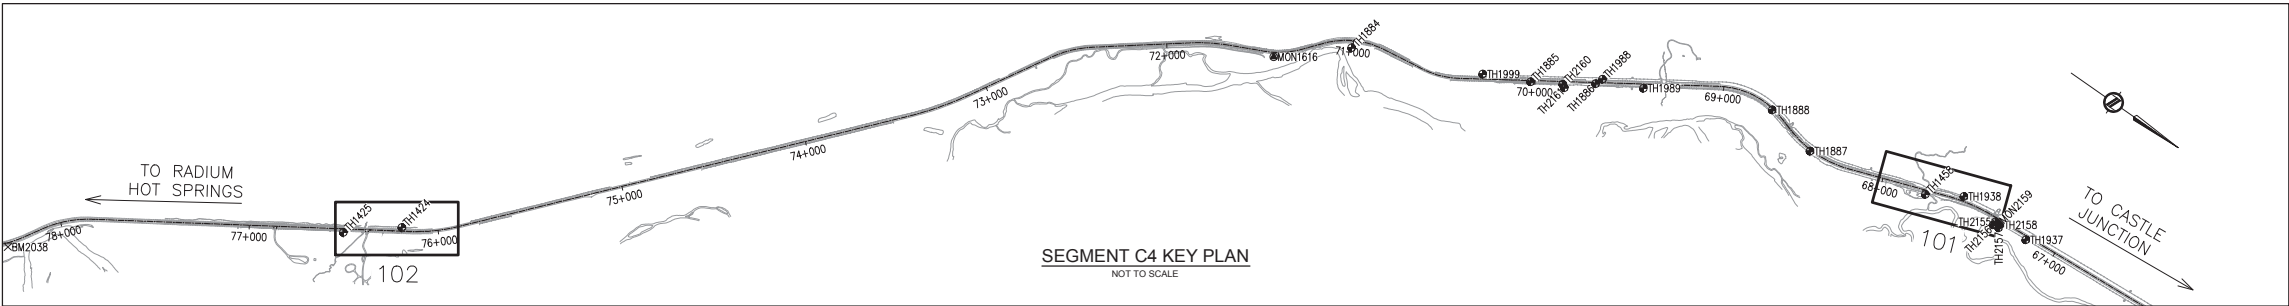 TO RADIUM
HOT SPRINGS
BM2038
78+000
77+000
TH1425
TH1424
76+000
102
75+000
74+000
73+000
72+000
MON1616
TH1884
71+000
TH1999
TH1885
70+000
TH2160
TH2161
TH1886
TH1988
TH1989
69+000
TH1888
TH1887
68+000
TH1458
TH1938
MON2159
TH2155
TH2156
TH2158
TH2157
TH1937
101
67+000
TO CASTLE
JUNCTION
SEGMENT C4 KEY PLAN
NOT TO SCALE